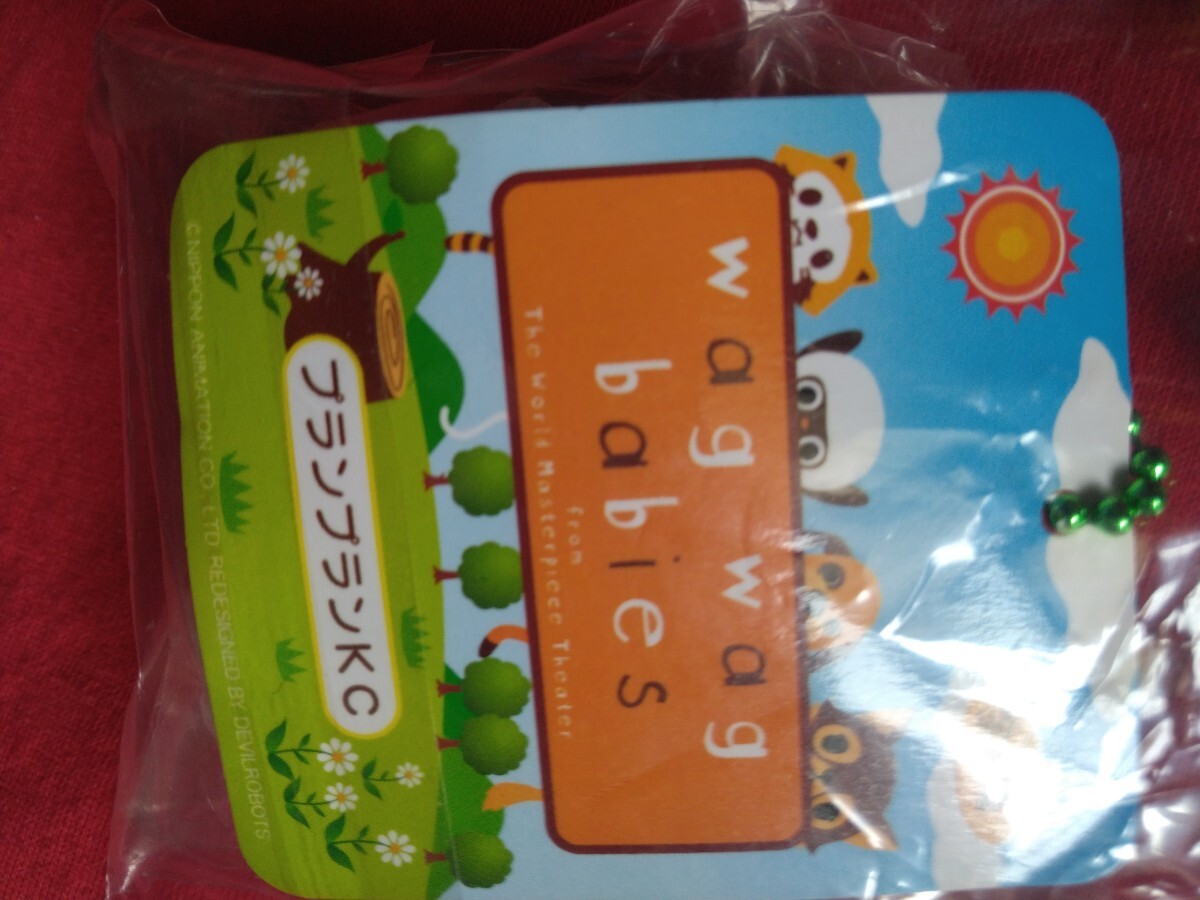 wag wag
babies
from
The World Masterpiece Theater
プランプランKC
©NIPPON ANIMATION CO., LTD. REDESIGNED BY DEVILROBOTS